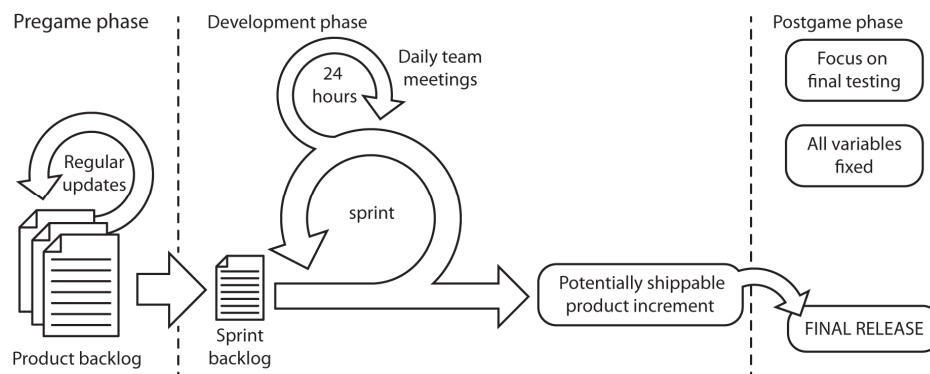 Pregame phase
Regular
updates
Product backlog
Development phase
24
hours
Daily team
meetings
sprint
Sprint
backlog
Potentially shippable
product increment
Postgame phase
Focus on
final testing
All variables
fixed
FINAL RELEASE